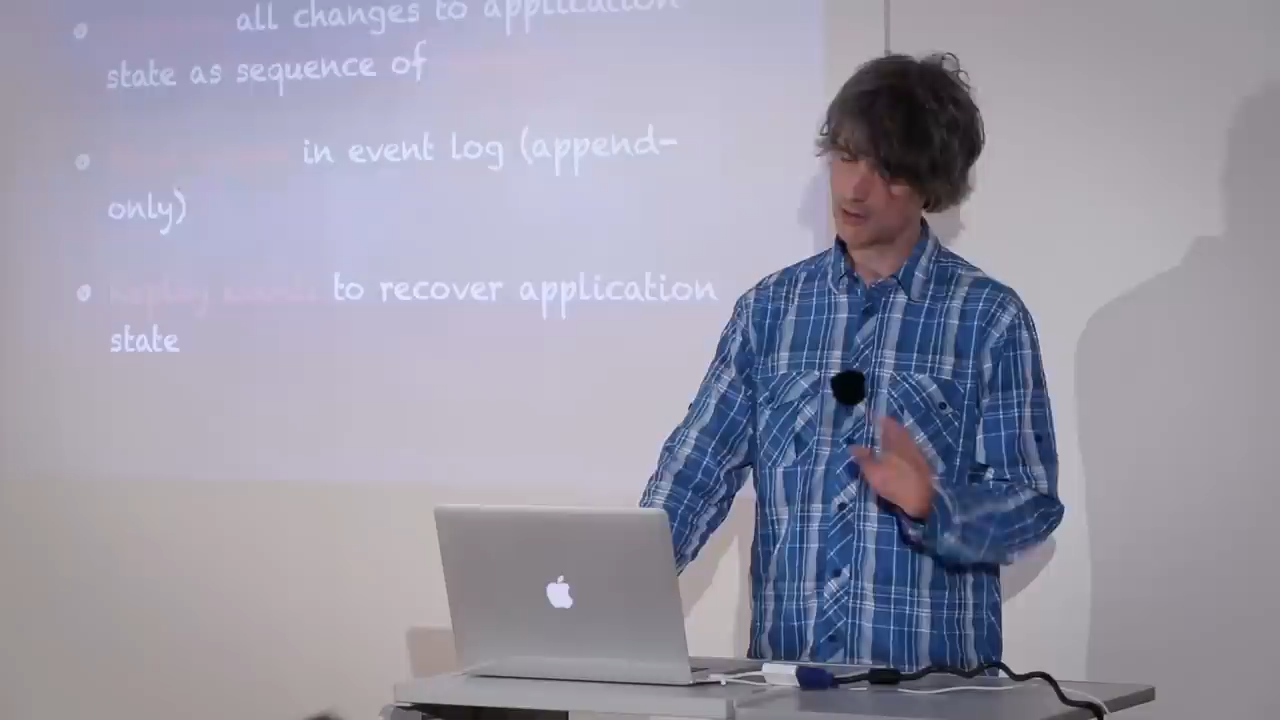 all changes to application
state as sequence of
in event log (append-
only)
to recover application
state